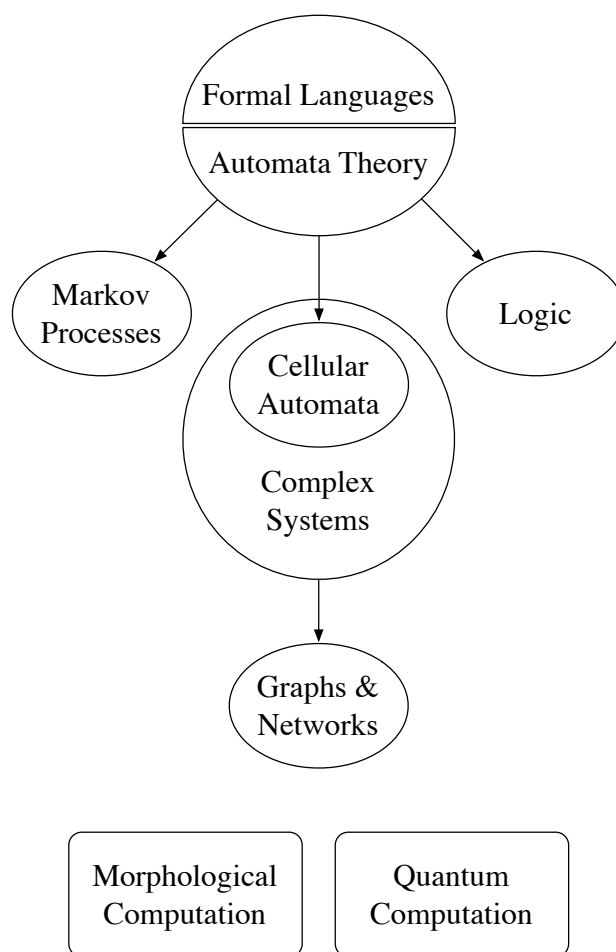 Formal Languages
Automata Theory
Markov
Processes
Logic
Cellular
Automata
Complex
Systems
Graphs &
Networks
Morphological
Computation
Quantum
Computation